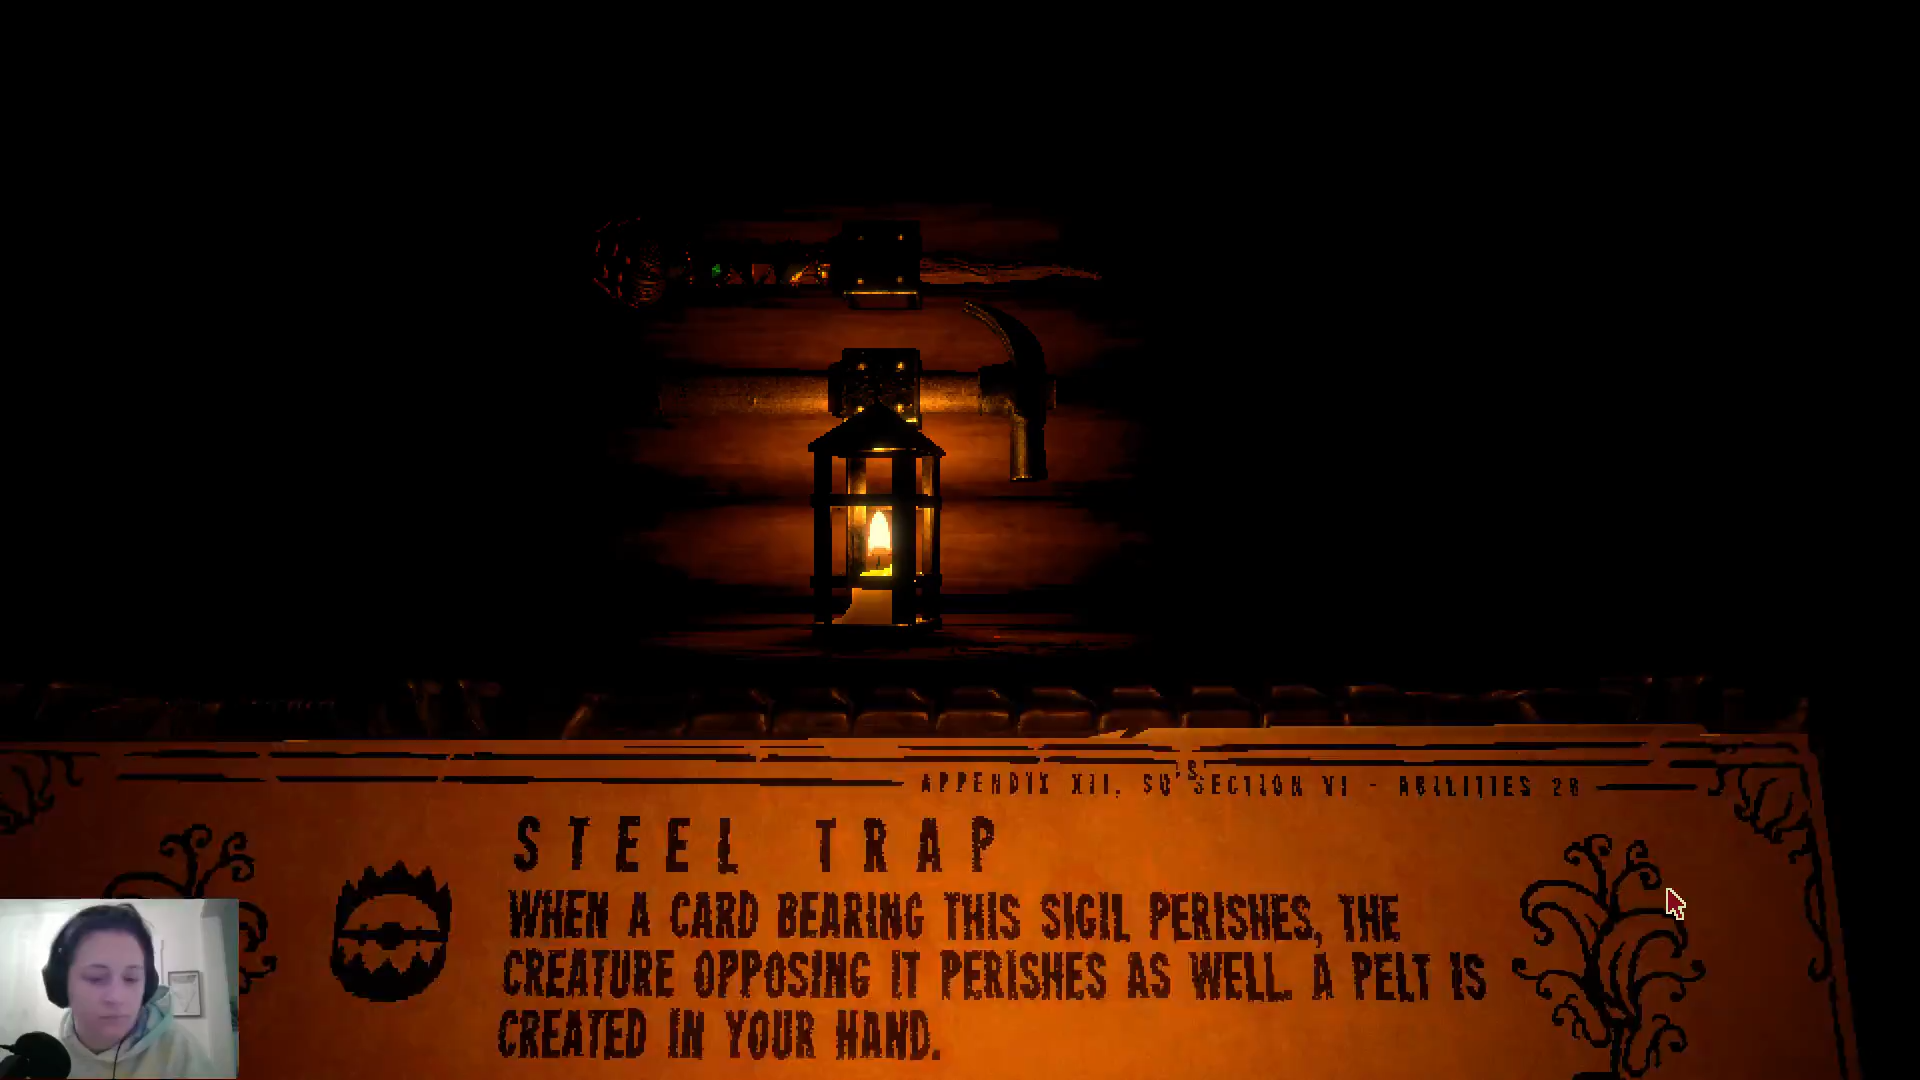 APPENDIX XII, SUBSECTION VI - ABILITIES 28
STEEL TRAP
WHEN A CARD BEARING THIS SIGIL PERISHES, THE
CREATURE OPPOSING IT PERISHES AS WELL. A PELT IS
CREATED IN YOUR HAND.